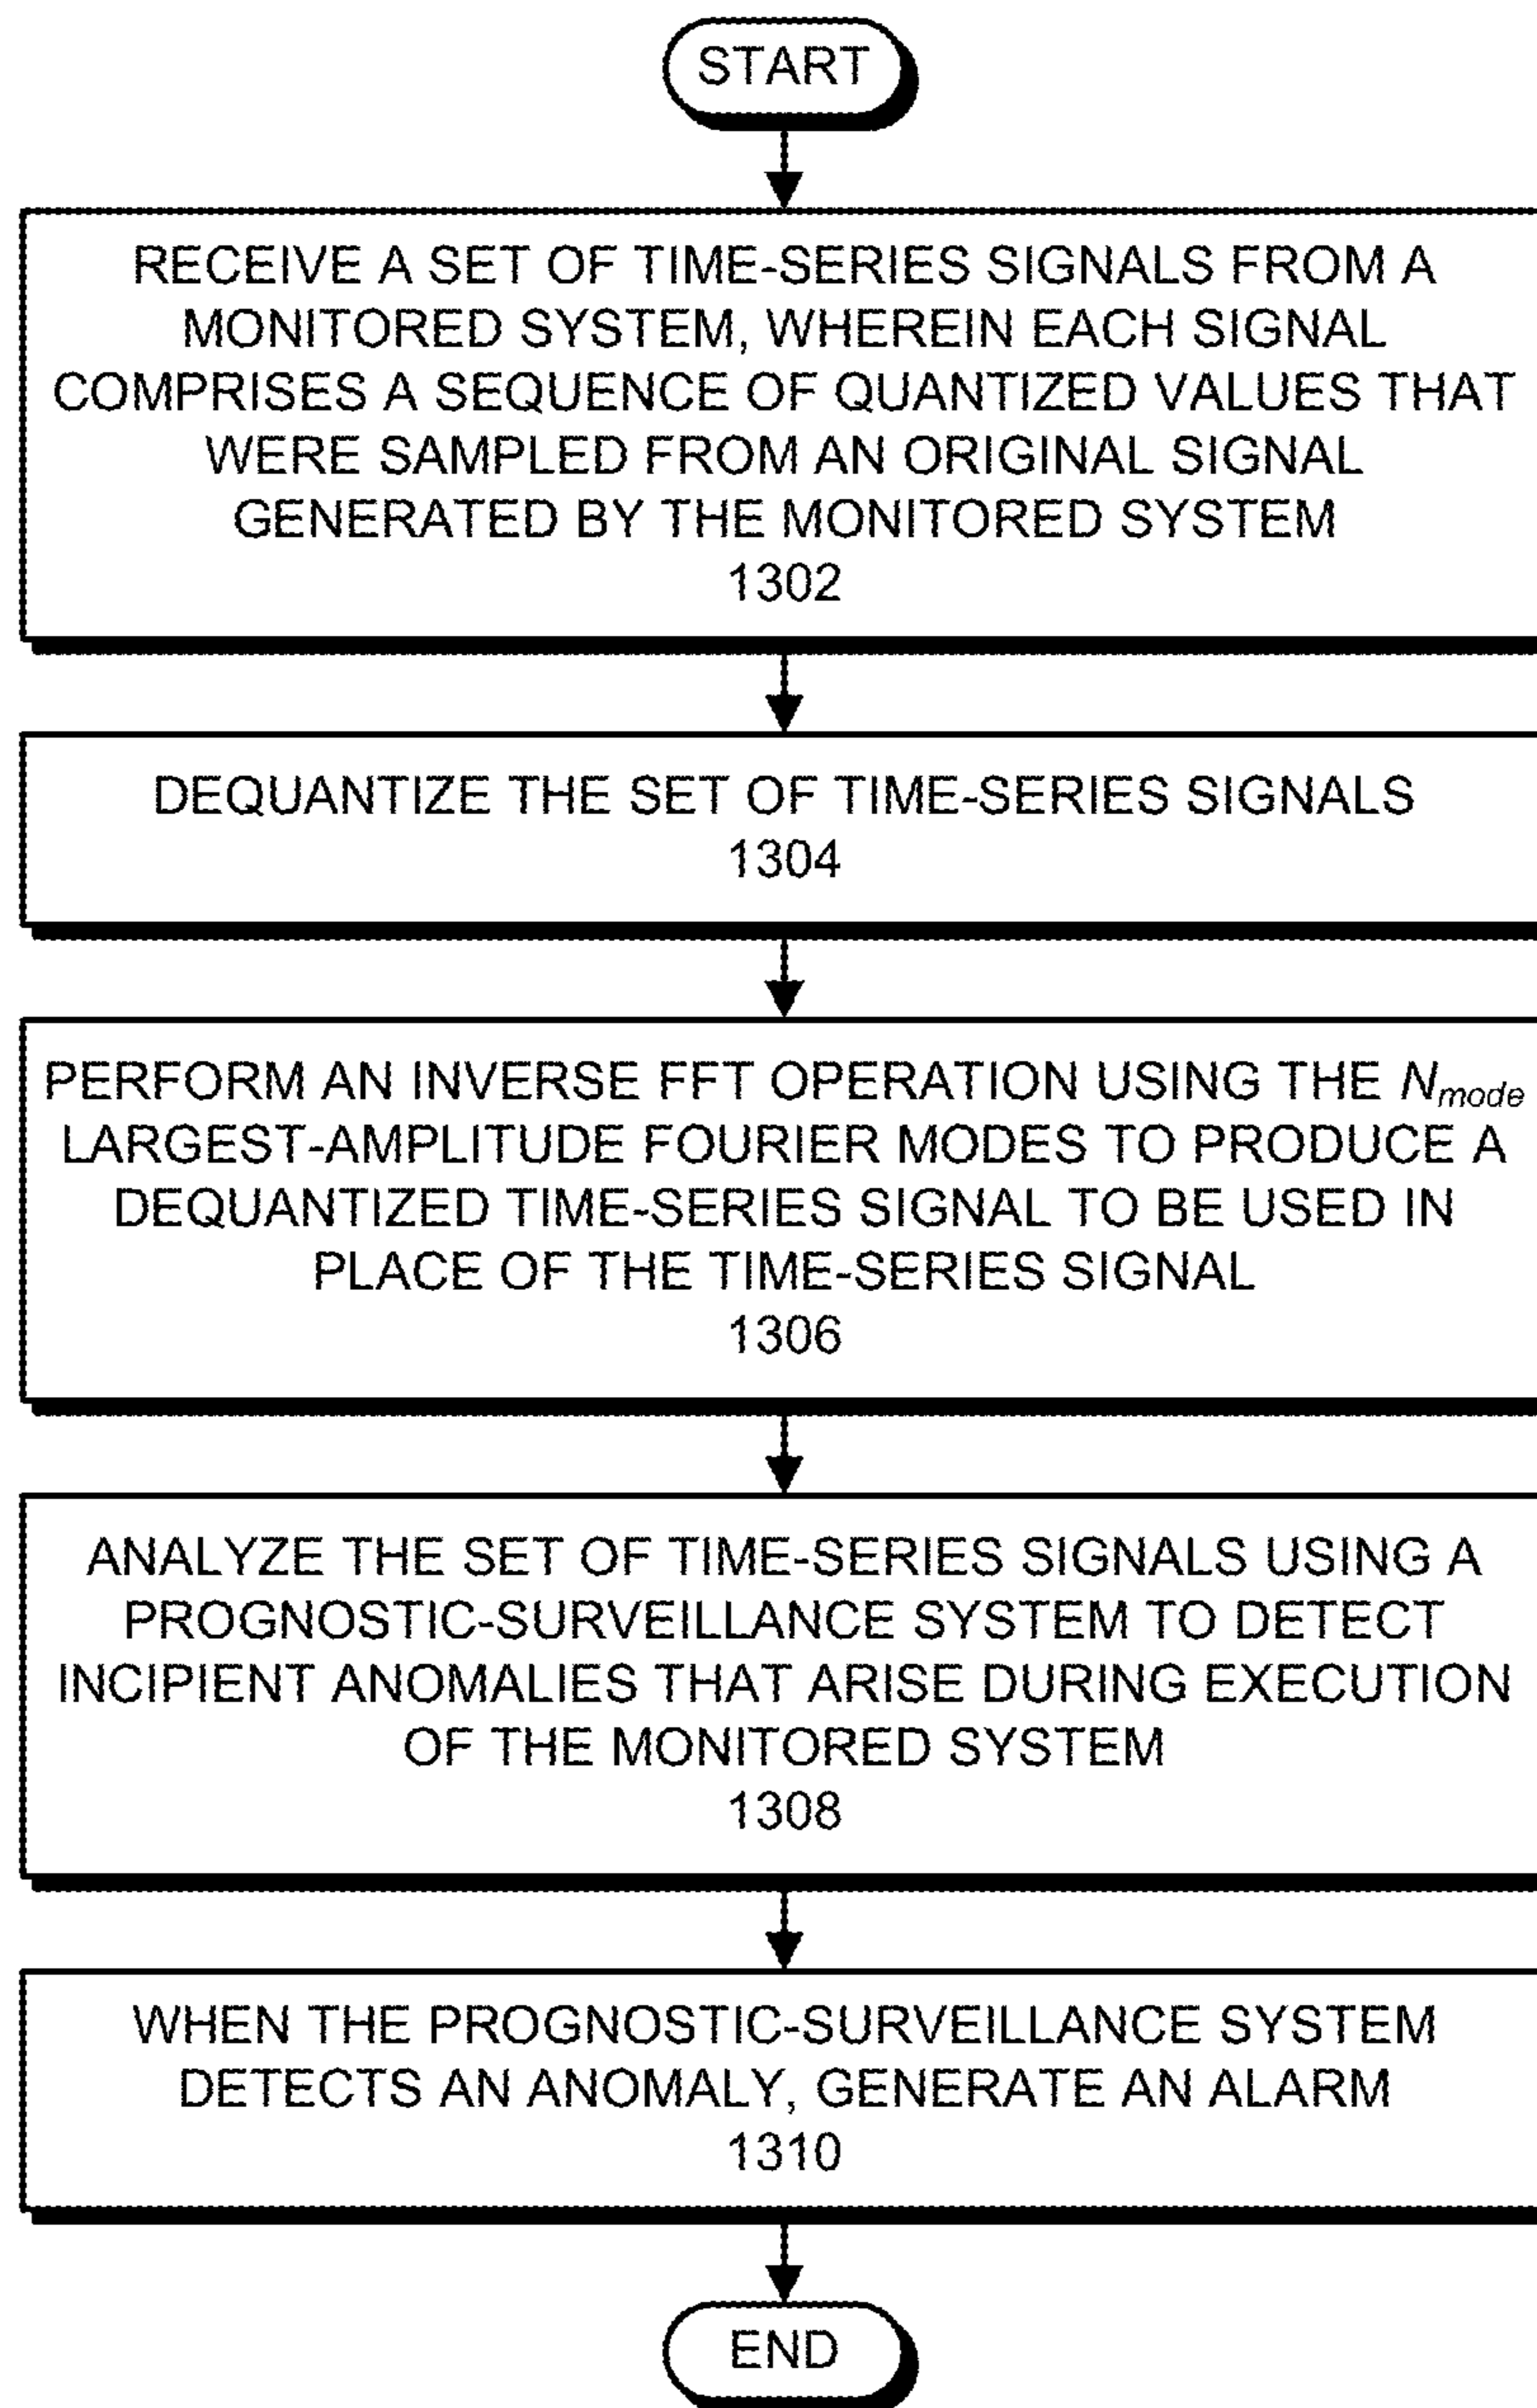 START
RECEIVE A SET OF TIME-SERIES SIGNALS FROM A
MONITORED SYSTEM, WHEREIN EACH SIGNAL
COMPRISES A SEQUENCE OF QUANTIZED VALUES THAT
WERE SAMPLED FROM AN ORIGINAL SIGNAL
GENERATED BY THE MONITORED SYSTEM
1302
DEQUANTIZE THE SET OF TIME-SERIES SIGNALS
1304
PERFORM AN INVERSE FFT OPERATION USING THE Nmode
LARGEST-AMPLITUDE FOURIER MODES TO PRODUCE A
DEQUANTIZED TIME-SERIES SIGNAL TO BE USED IN
PLACE OF THE TIME-SERIES SIGNAL
1306
ANALYZE THE SET OF TIME-SERIES SIGNALS USING A
PROGNOSTIC-SURVEILLANCE SYSTEM TO DETECT
INCIPIENT ANOMALIES THAT ARISE DURING EXECUTION
OF THE MONITORED SYSTEM
1308
WHEN THE PROGNOSTIC-SURVEILLANCE SYSTEM
DETECTS AN ANOMALY, GENERATE AN ALARM
1310
END